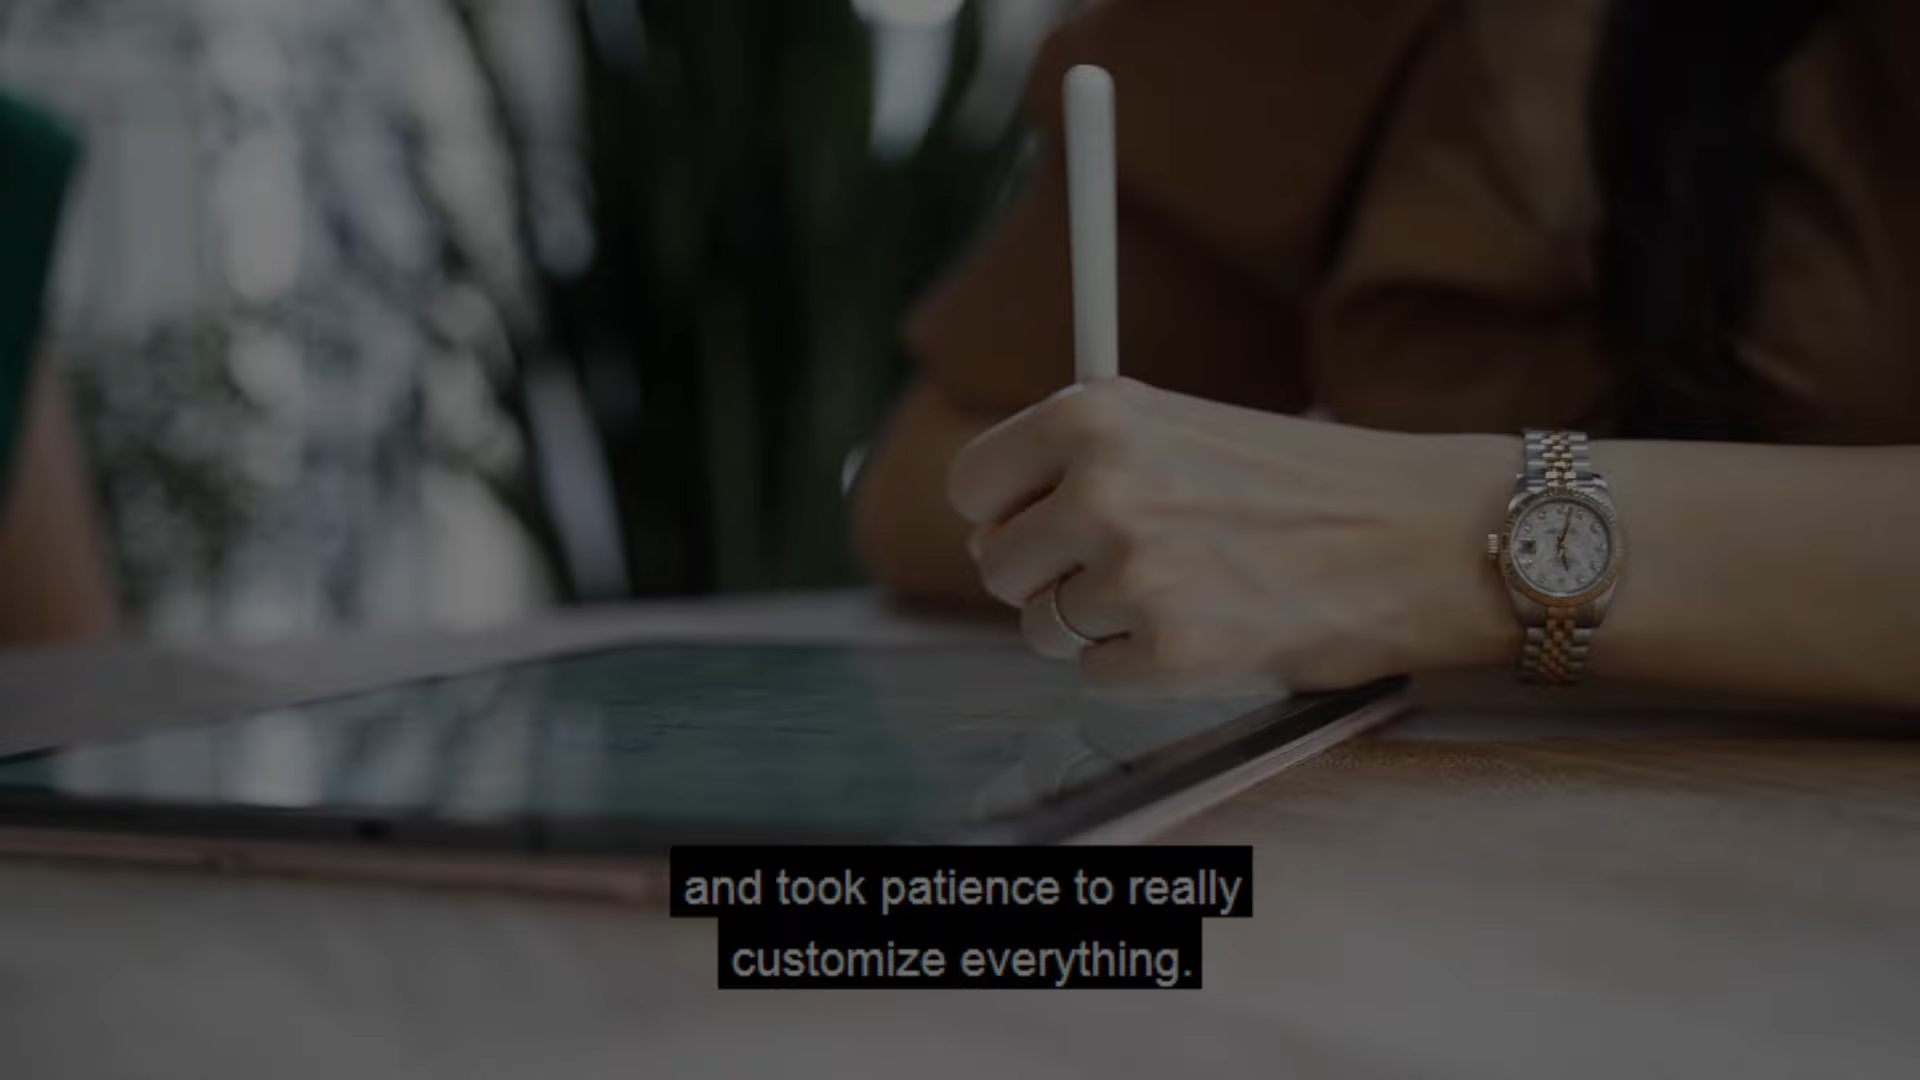 and took patience to really
customize everything.